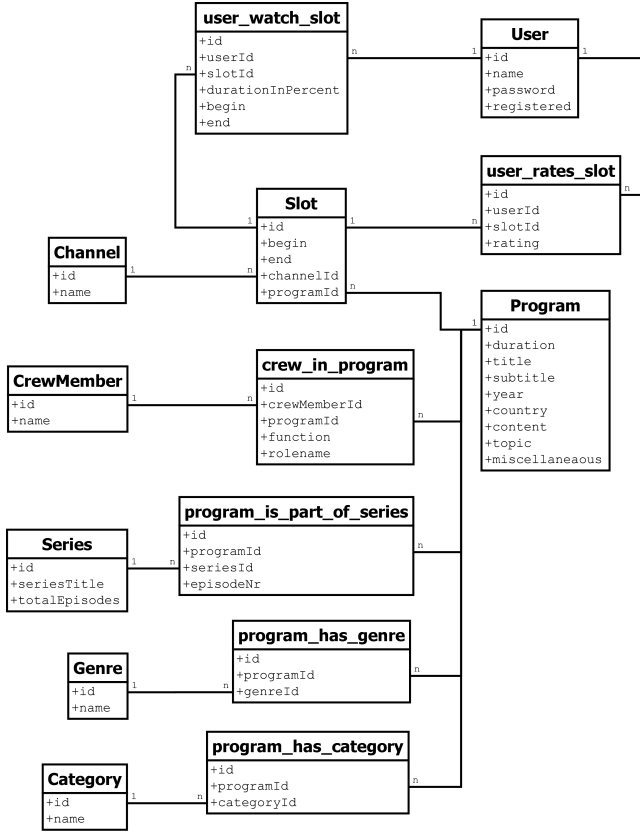 user_watch_slot
+id
+userId
+slotId
+durationInPercent
+begin
+end
n
n
1
User
+id
+name
+password
+registered
1
user_rates_slot
+id
+userId
+slotId
+rating
n
n
Slot
+id
+begin
+end
+channelId
+programId
1
1
n
n
Channel
+id
+name
1
Program
+id
+duration
+title
+subtitle
+year
+country
+content
+topic
+miscellaneaous
1
crew_in_program
+id
+crewMemberId
+programId
+function
+rolename
n
n
CrewMember
+id
+name
1
program_is_part_of_series
+id
+programId
+seriesId
+episodeNr
n
n
Series
+id
+seriesTitle
+totalEpisodes
1
program_has_genre
+id
+programId
+genreId
n
n
Genre
+id
+name
1
program_has_category
+id
+programId
+categoryId
n
n
Category
+id
+name
1